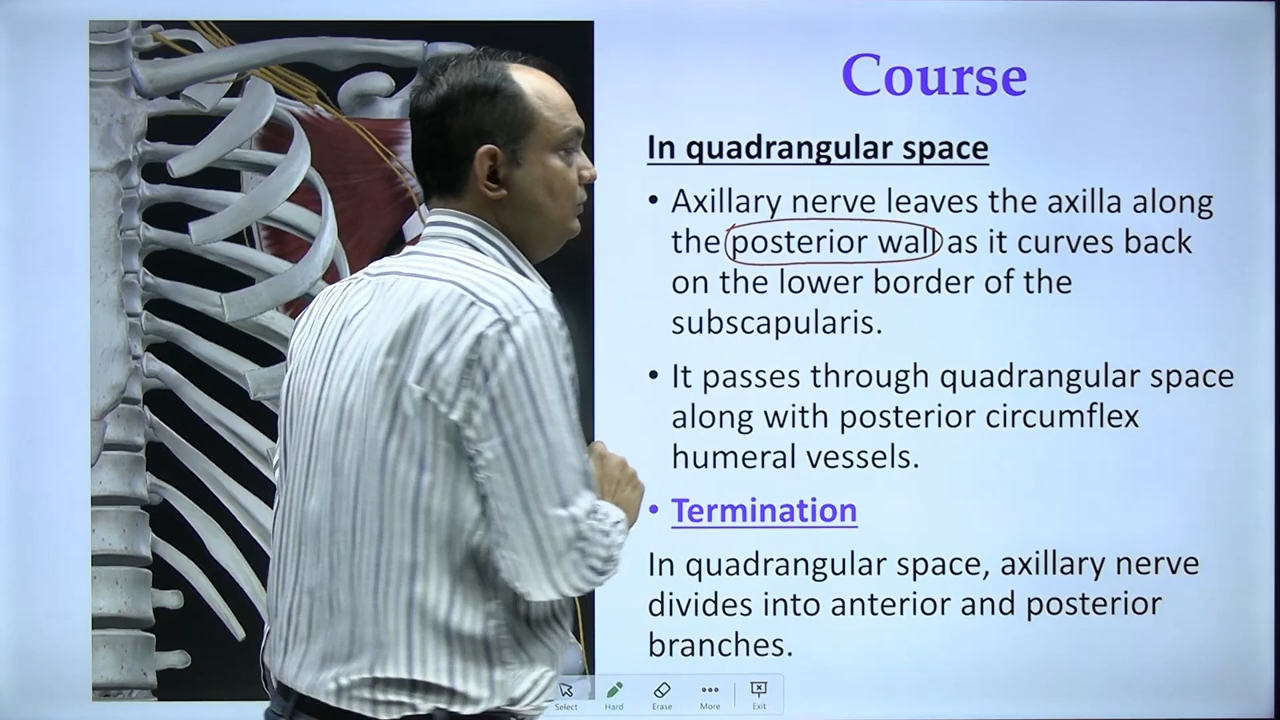 Course
In quadrangular space
• Axillary nerve leaves the axilla along
the posterior wall as it curves back
on the lower border of the
subscapularis.
• It passes through quadrangular space
along with posterior circumflex
humeral vessels.
• Termination
In quadrangular space, axillary nerve
divides into anterior and posterior
branches.
Select Hard Erase More Exit